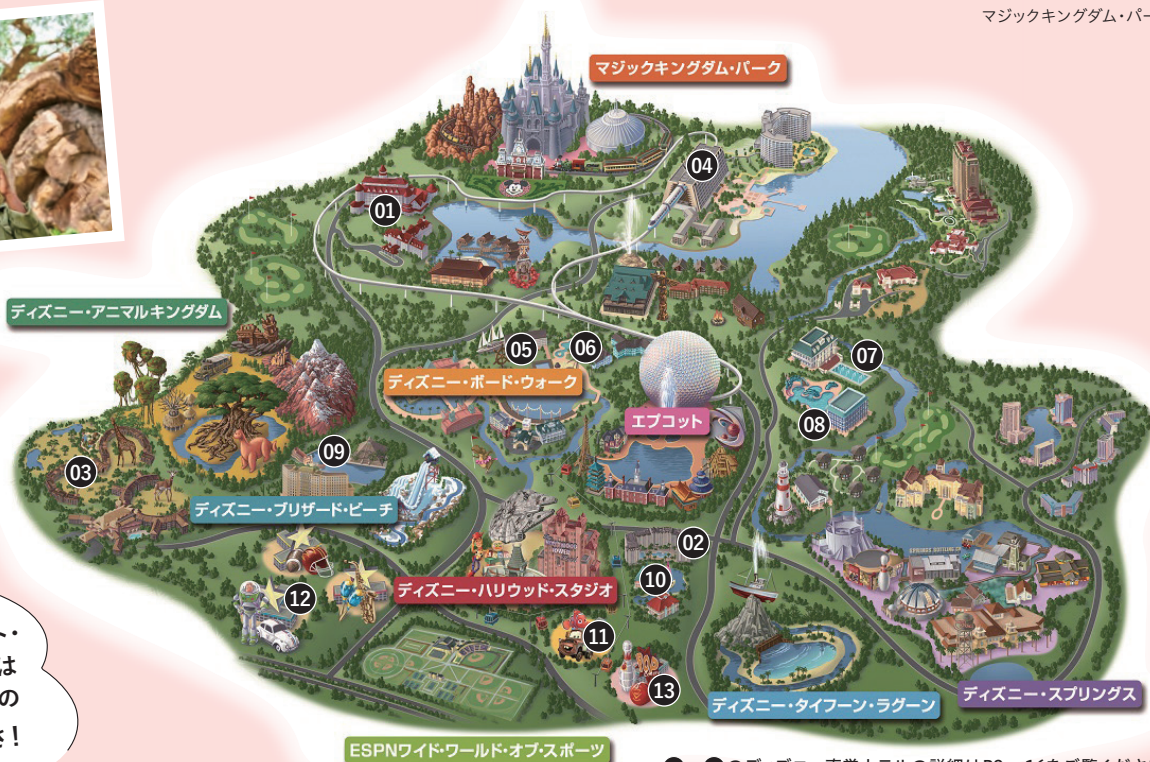 マジックキングダム・パー
マジックキングダム・パーク
04
01
ディズニー・アニマルキングダム
05
06
07
ディズニー・ボード・ウォーク
エプコット
08
09
03
ディズニー・ブリザード・ビーチ
02
ディズニー・ハリウッド・スタジオ
10
12
11
13
ディズニー・タイフーン・ラグーン
ディズニー・スプリングス
ト・
は
の
さ!
ESPNワイド・ワールド・オブ・スポーツ